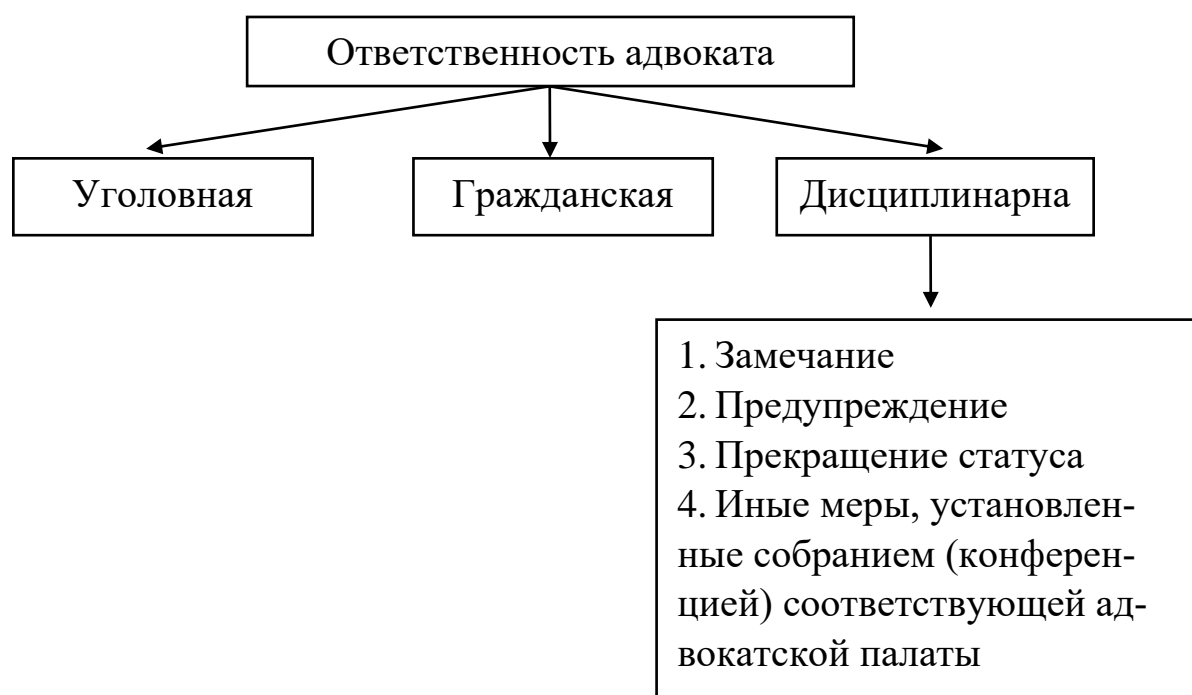 Ответственность адвоката
Уголовная
Гражданская
Дисциплинарна
1. Замечание
2. Предупреждение
3. Прекращение статуса
4. Иные меры, установлен-
ные собранием (конферен-
цией) соответствующей ад-
вокатской палаты